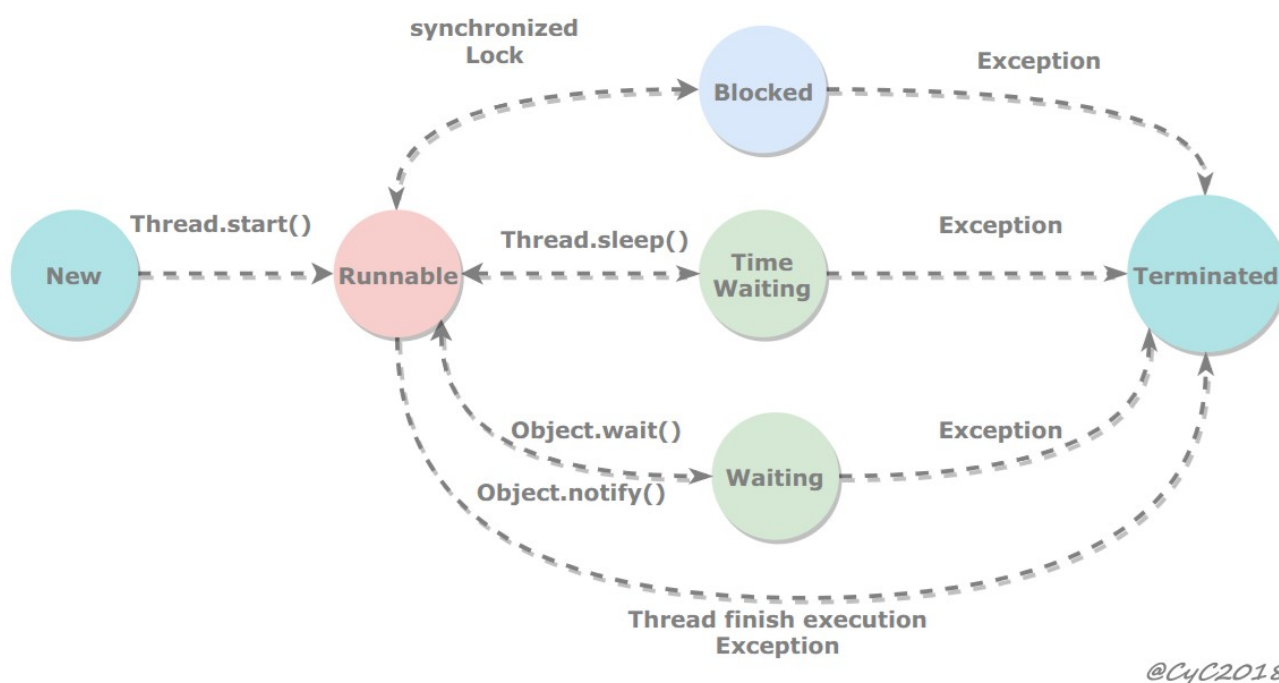 synchronized
Lock
Blocked
Exception
Thread.start()
New
Runnable
Thread.sleep()
Time
Waiting
Exception
Terminated
Object.wait()
Object.notify()
Waiting
Exception
Thread finish execution
Exception
@CyC2018